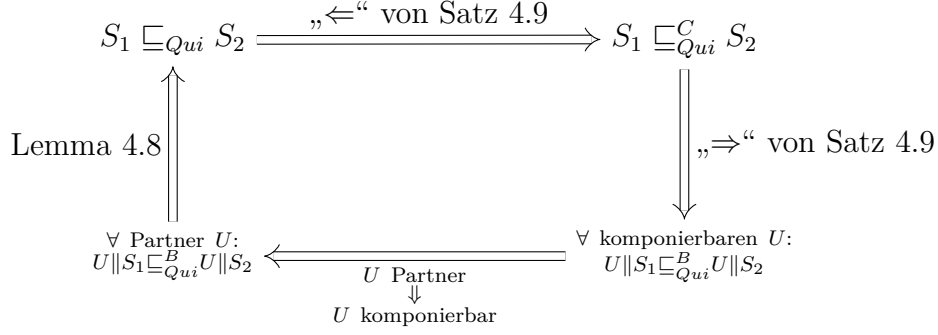 „⇐“ von Satz 4.9
S₁ ⊑_Qui S₂
S₁ ⊑^C_Qui S₂
Lemma 4.8
„⇒“ von Satz 4.9
∀ Partner U:
U∥S₁⊑^B_Qui U∥S₂
∀ komponierbaren U:
U∥S₁⊑^B_Qui U∥S₂
U Partner
⇓
U komponierbar